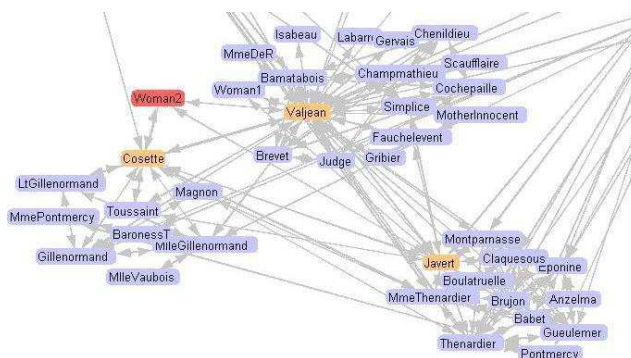 Isabeau
Labarre
Gervais
Chenildieu
MmeDeR
Scaufflaire
Bamatabois
Champmathieu
Woman1
Cochepaille
Woman2
Valjean
Simplice
MotherInnocent
Fauchelevent
Brevet
Judge
Gribier
Cosette
LtGillenormand
Magnon
MmePontmercy
Toussaint
BaronessT
MlleGillenormand
Gillenormand
MlleVaubois
Montparnasse
Javert
Claquesous
Eponine
Boulatruelle
MmeThenardier
Brujon
Anzelma
Babet
Gueulemer
Thenardier
Pontmercy